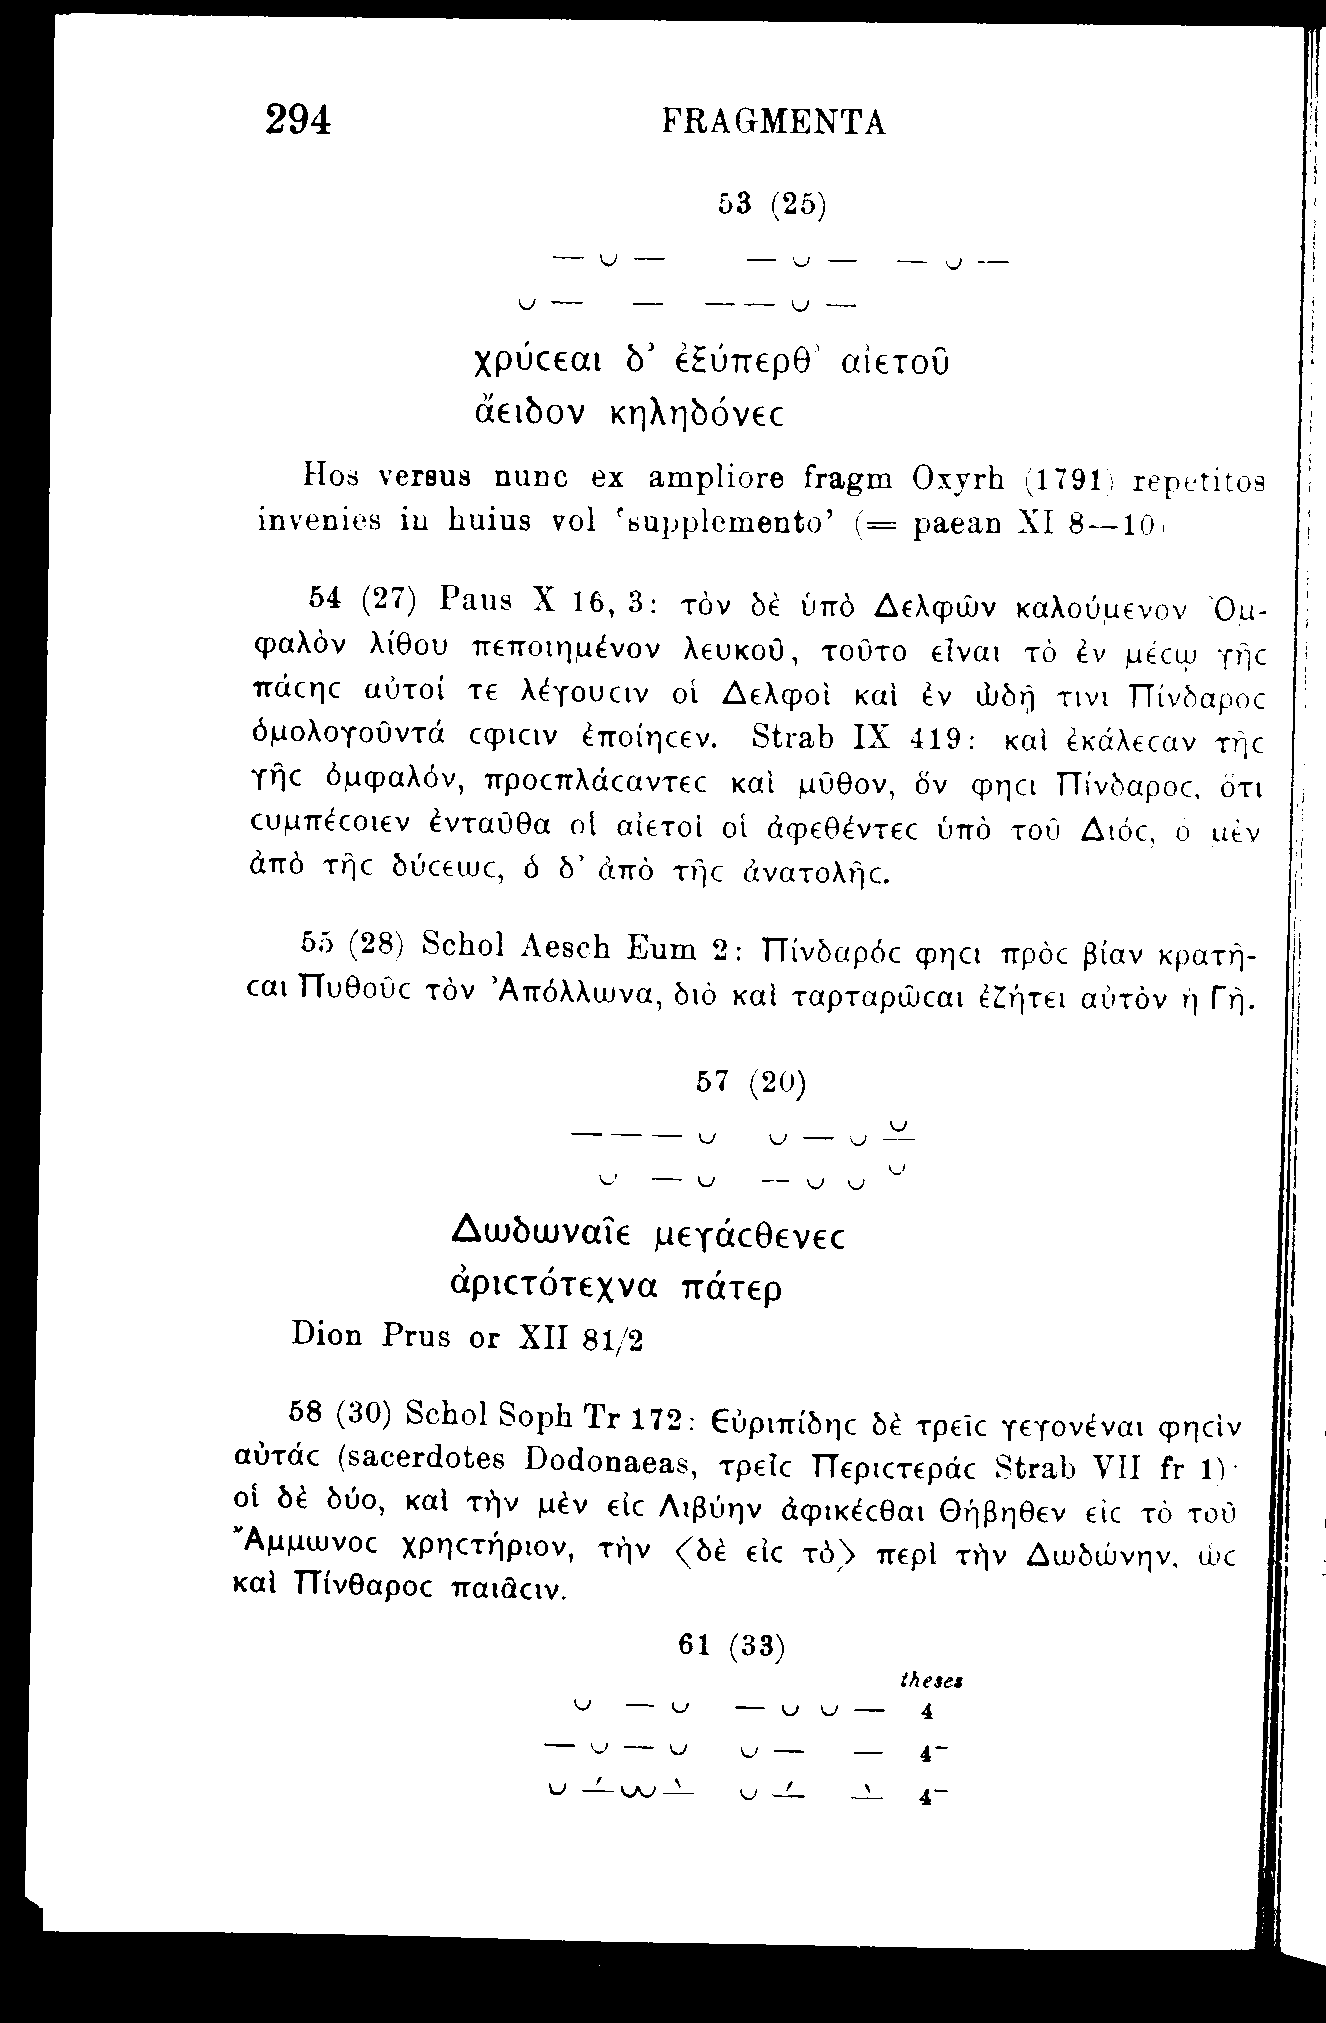 294 FRAGMENTA
53 (25)
— ᴗ — — ᴗ — — ᴗ —
ᴗ — — — — ᴗ —
χρύϲεαι δ’ ἐξύπερθ’ αἰετοῦ
ἄειδον κηληδόνεϲ
Hos versus nunc ex ampliore fragm Oxyrh (1791) repetitos
invenies in huius vol ‘supplemento’ (= paean XI 8—10)
54 (27) Paus X 16, 3: τὸν δὲ ὑπὸ Δελφῶν καλούμενον Ὀμ-
φαλὸν λίθου πεποιημένον λευκοῦ, τοῦτο εἶναι τὸ ἐν μέϲῳ γῆϲ
πάϲηϲ αὐτοί τε λέγουϲιν οἱ Δελφοὶ καὶ ἐν ᾠδῇ τινι Πίνδαροϲ
ὁμολογοῦντά ϲφιϲιν ἐποίηϲεν. Strab IX 419: καὶ ἐκάλεϲαν τῆϲ
γῆϲ ὀμφαλόν, προϲπλάϲαντεϲ καὶ μῦθον, ὅν φηϲι Πίνδαροϲ, ὅτι
ϲυμπέϲοιεν ἐνταῦθα οἱ αἰετοὶ οἱ ἀφεθέντεϲ ὑπὸ τοῦ Διόϲ, ὁ μὲν
ἀπὸ τῆϲ δύϲεωϲ, ὁ δ’ ἀπὸ τῆϲ ἀνατολῆϲ.
55 (28) Schol Aesch Eum 2: Πίνδαρόϲ φηϲι πρὸϲ βίαν κρατῆ-
ϲαι Πυθοῦϲ τὸν Ἀπόλλωνα, διὸ καὶ ταρταρῶϲαι ἐζήτει αὐτὸν ἡ Γῆ.
57 (20)
— — — ᴗ ᴗ — ᴗ ᴗ̲
ᴗ — ᴗ — ᴗ ᴗ ᴗ
Δωδωναῖε μεγάϲθενεϲ
ἀριϲτότεχνα πάτερ
Dion Prus or XII 81/2
58 (30) Schol Soph Tr 172: Εὐριπίδηϲ δὲ τρεῖϲ γεγονέναι φηϲὶν
αὐτάϲ (sacerdotes Dodonaeas, τρεῖϲ Περιϲτεράϲ Strab VII fr 1)·
οἱ δὲ δύο, καὶ τὴν μὲν εἰϲ Λιβύην ἀφικέϲθαι Θήβηθεν εἰϲ τὸ τοῦ
Ἄμμωνοϲ χρηϲτήριον, τὴν ⟨δὲ εἰϲ τὸ⟩ περὶ τὴν Δωδώνην, ὡϲ
καὶ Πίνθαροϲ παιᾶϲιν.
61 (33)
theses
ᴗ — ᴗ — ᴗ ᴗ — 4
— ᴗ — ᴗ ᴗ — — 4⁻
ᴗ —́ ᴗᴗ —̀ ᴗ —́ —̀ 4⁻